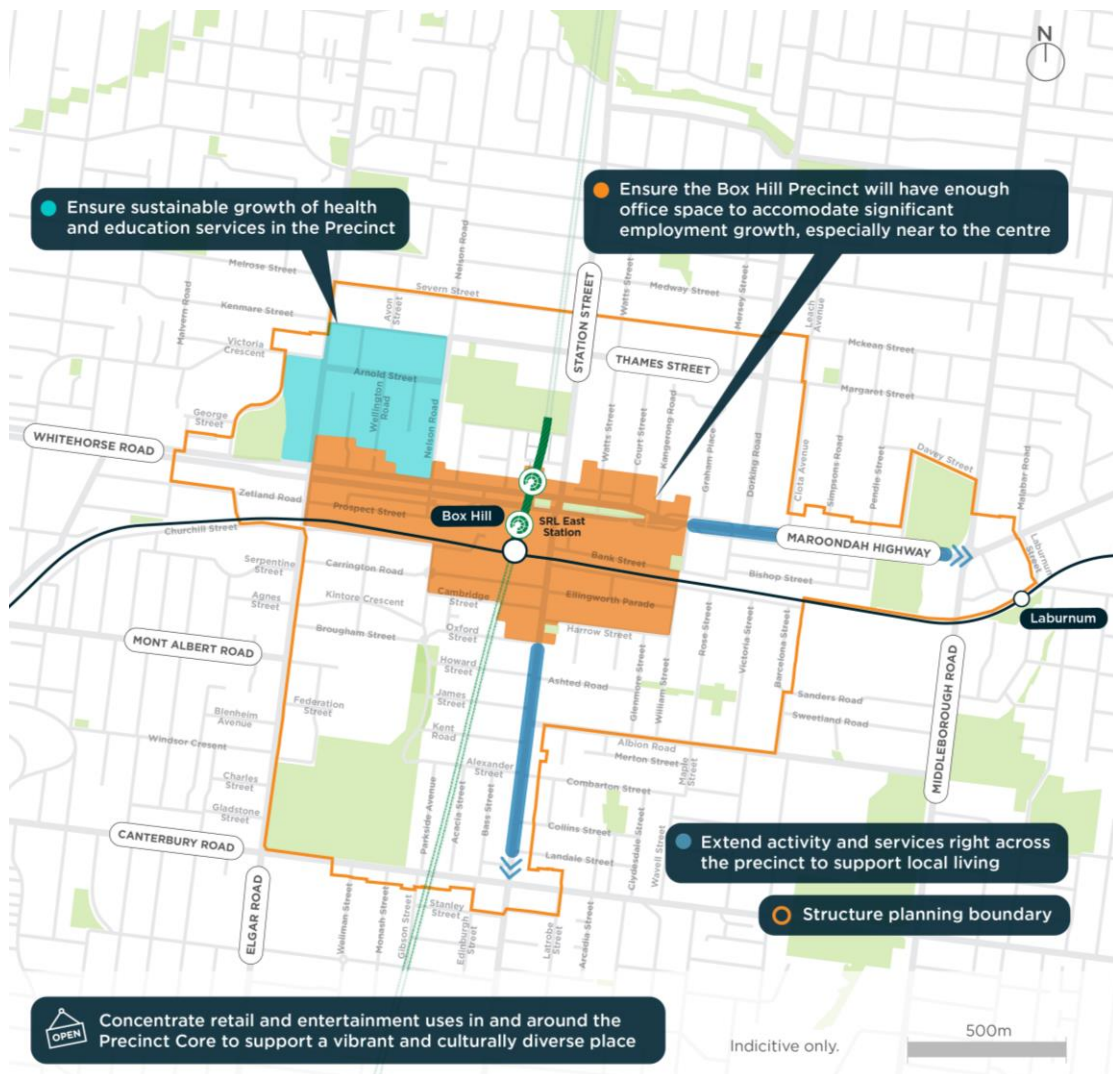 N
Ensure sustainable growth of health
and education services in the Precinct
Ensure the Box Hill Precinct will have enough
office space to accomodate significant
employment growth, especially near to the centre
Melrose Street
Nelson Road
Severn Street
STATION STREET
Watts Street
Medway Street
Mersey Street
Leach
Avenue
Malvern Road
Kenmare Street
Avon
Street
Victoria
Crescent
THAMES STREET
Mckean Street
Arnold Street
Wellington
Road
Nelson Road
Margaret Street
George
Street
WHITEHORSE ROAD
Watts Street
Court Street
Kangerong Road
Graham Place
Dorking Road
Clota Avenue
Simpsons Road
Pendle Street
Davey Street
Malabar Road
Zetland Road
Prospect Street
Box Hill
SRL East
Station
Churchill Street
MAROONDAH HIGHWAY
Laburnum
Street
Serpentine
Street
Carrington Road
Bank Street
Bishop Street
Agnes
Street
Kintore Crescent
Cambridge
Street
Ellingworth Parade
Laburnum
MONT ALBERT ROAD
Brougham Street
Oxford
Street
Harrow Street
Rose Street
Victoria Street
Barcelona Street
Howard
Street
Ashted Road
Glenmore Street
William Street
MIDDLEBOROUGH ROAD
Federation
Street
James
Street
Sanders Road
Blenheim
Avenue
Sweetland Road
Windsor Cresent
Kent
Road
Albion Road
Merton Street
Maple
Street
Charles
Street
Alexander
Street
Combarton Street
Gladstone
Street
Parkside Avenue
Acacia Street
Bass Street
Collins Street
Clydesdale Street
Wavell Street
CANTERBURY ROAD
Landale Street
Extend activity and services right across
the precinct to support local living
ELGAR ROAD
Wellman Street
Monash Street
Gibson Street
Stanley
Street
Edinburgh
Street
Latrobe
Street
Arcadia Street
Structure planning boundary
OPEN
Concentrate retail and entertainment uses in and around the
Precinct Core to support a vibrant and culturally diverse place
Indicitive only.
500m